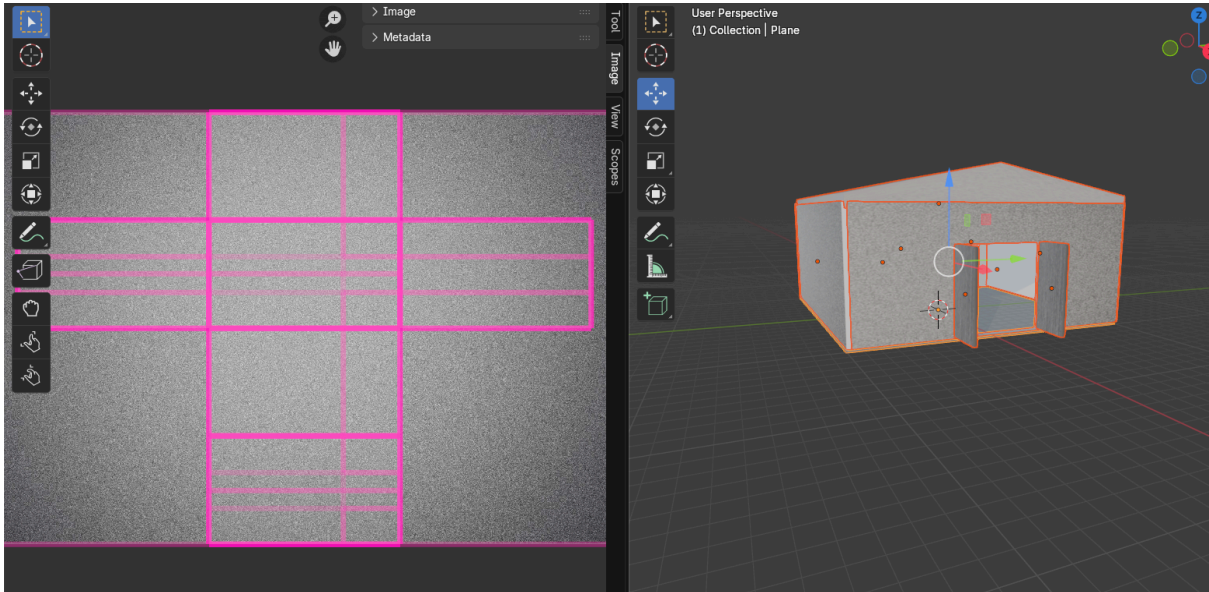 Image
Metadata
Tool
Image
View
Scopes
User Perspective
(1) Collection | Plane
Z